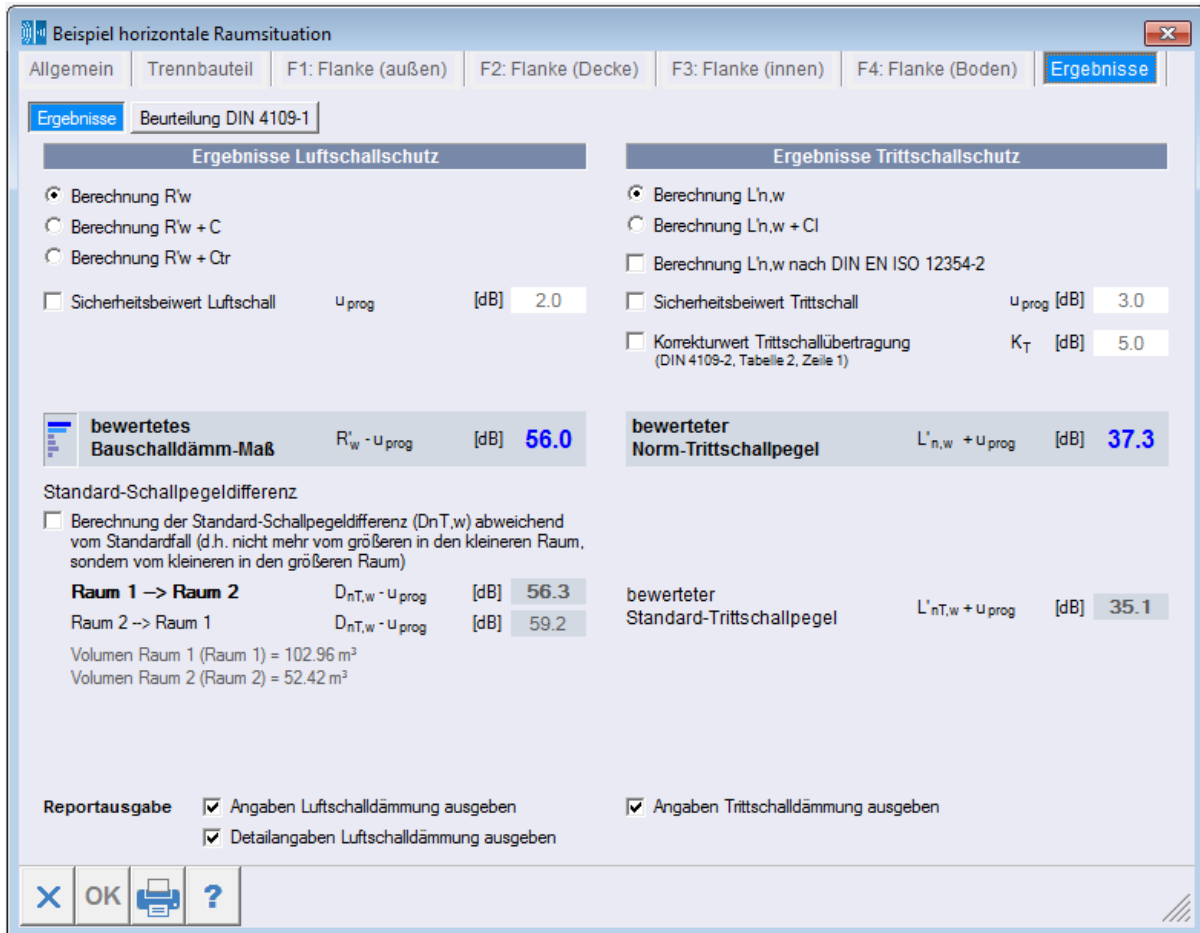 Beispiel horizontale Raumsituation
Allgemein Trennbauteil F1: Flanke (außen) F2: Flanke (Decke) F3: Flanke (innen) F4: Flanke (Boden) Ergebnisse
Ergebnisse Beurteilung DIN 4109-1
Ergebnisse Luftschallschutz
Berechnung R'w
Berechnung R'w + C
Berechnung R'w + Ctr
Sicherheitsbeiwert Luftschall u prog [dB] 2.0
bewertetes
Bauschalldämm-Maß R'w - u prog [dB] 56.0
Standard-Schallpegeldifferenz
Berechnung der Standard-Schallpegeldifferenz (DnT,w) abweichend
vom Standardfall (d.h. nicht mehr vom größeren in den kleineren Raum,
sondern vom kleineren in den größeren Raum)
Raum 1 --> Raum 2 DnT,w - u prog [dB] 56.3
Raum 2 --> Raum 1 DnT,w - u prog [dB] 59.2
Volumen Raum 1 (Raum 1) = 102.96 m³
Volumen Raum 2 (Raum 2) = 52.42 m³
Ergebnisse Trittschallschutz
Berechnung L'n,w
Berechnung L'n,w + CI
Berechnung L'n,w nach DIN EN ISO 12354-2
Sicherheitsbeiwert Trittschall u prog [dB] 3.0
Korrekturwert Trittschallübertragung KT [dB] 5.0
(DIN 4109-2, Tabelle 2, Zeile 1)
bewerteter
Norm-Trittschallpegel L'n,w + u prog [dB] 37.3
bewerteter
Standard-Trittschallpegel L'nT,w + u prog [dB] 35.1
Reportausgabe Angaben Luftschalldämmung ausgeben Angaben Trittschalldämmung ausgeben
Detailangaben Luftschalldämmung ausgeben
OK ?